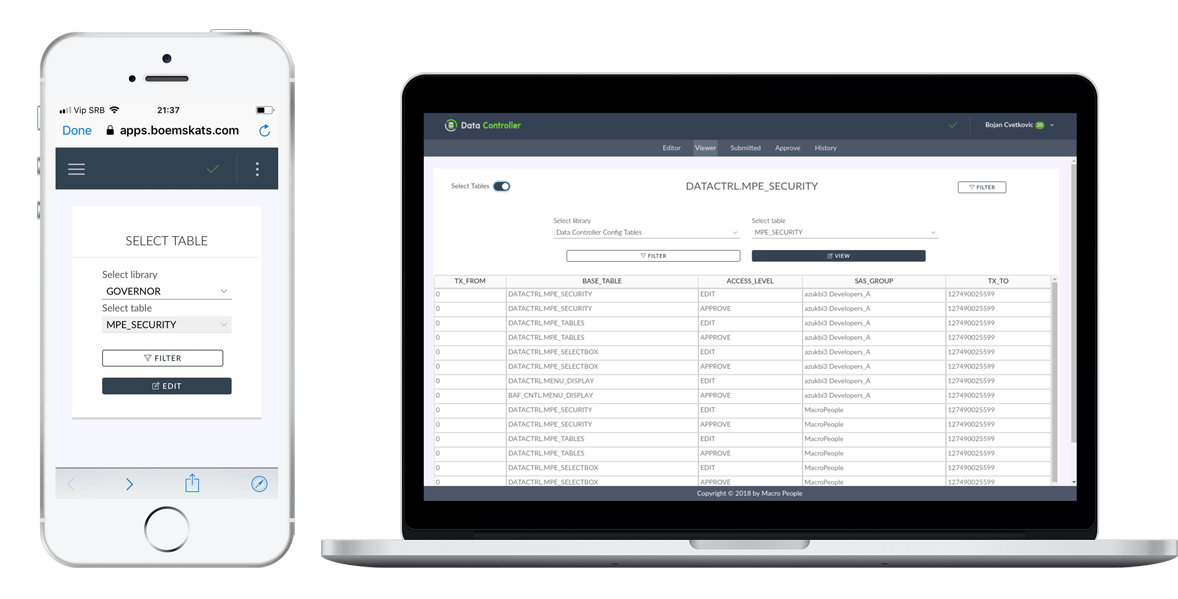 Vip SRB 21:37
Done apps.boemskats.com
SELECT TABLE
Select library
GOVERNOR
Select table
MPE_SECURITY
FILTER
EDIT
Data Controller Bojan Cvetkovic
Editor Viewer Submitted Approve History
Select Tables DATACTRL.MPE_SECURITY FILTER
Select library Select table
Data Controller Config Tables MPE_SECURITY
FILTER VIEW
TX_FROM BASE_TABLE ACCESS_LEVEL SAS_GROUP TX_TO
0 DATACTRL.MPE_SECURITY EDIT azukbi3 Developers_A 127490025599
0 DATACTRL.MPE_SECURITY APPROVE azukbi3 Developers_A 127490025599
0 DATACTRL.MPE_TABLES EDIT azukbi3 Developers_A 127490025599
0 DATACTRL.MPE_TABLES APPROVE azukbi3 Developers_A 127490025599
0 DATACTRL.MPE_SELECTBOX EDIT azukbi3 Developers_A 127490025599
0 DATACTRL.MPE_SELECTBOX APPROVE azukbi3 Developers_A 127490025599
0 DATACTRL.MENU_DISPLAY EDIT azukbi3 Developers_A 127490025599
0 BAF_CNTL.MENU_DISPLAY APPROVE azukbi3 Developers_A 127490025599
0 DATACTRL.MPE_SECURITY EDIT MacroPeople 127490025599
0 DATACTRL.MPE_SECURITY APPROVE MacroPeople 127490025599
0 DATACTRL.MPE_TABLES EDIT MacroPeople 127490025599
0 DATACTRL.MPE_TABLES APPROVE MacroPeople 127490025599
0 DATACTRL.MPE_SELECTBOX EDIT MacroPeople 127490025599
0 DATACTRL.MPE_SELECTBOX APPROVE MacroPeople 127490025599
Copyright © 2018 by Macro People